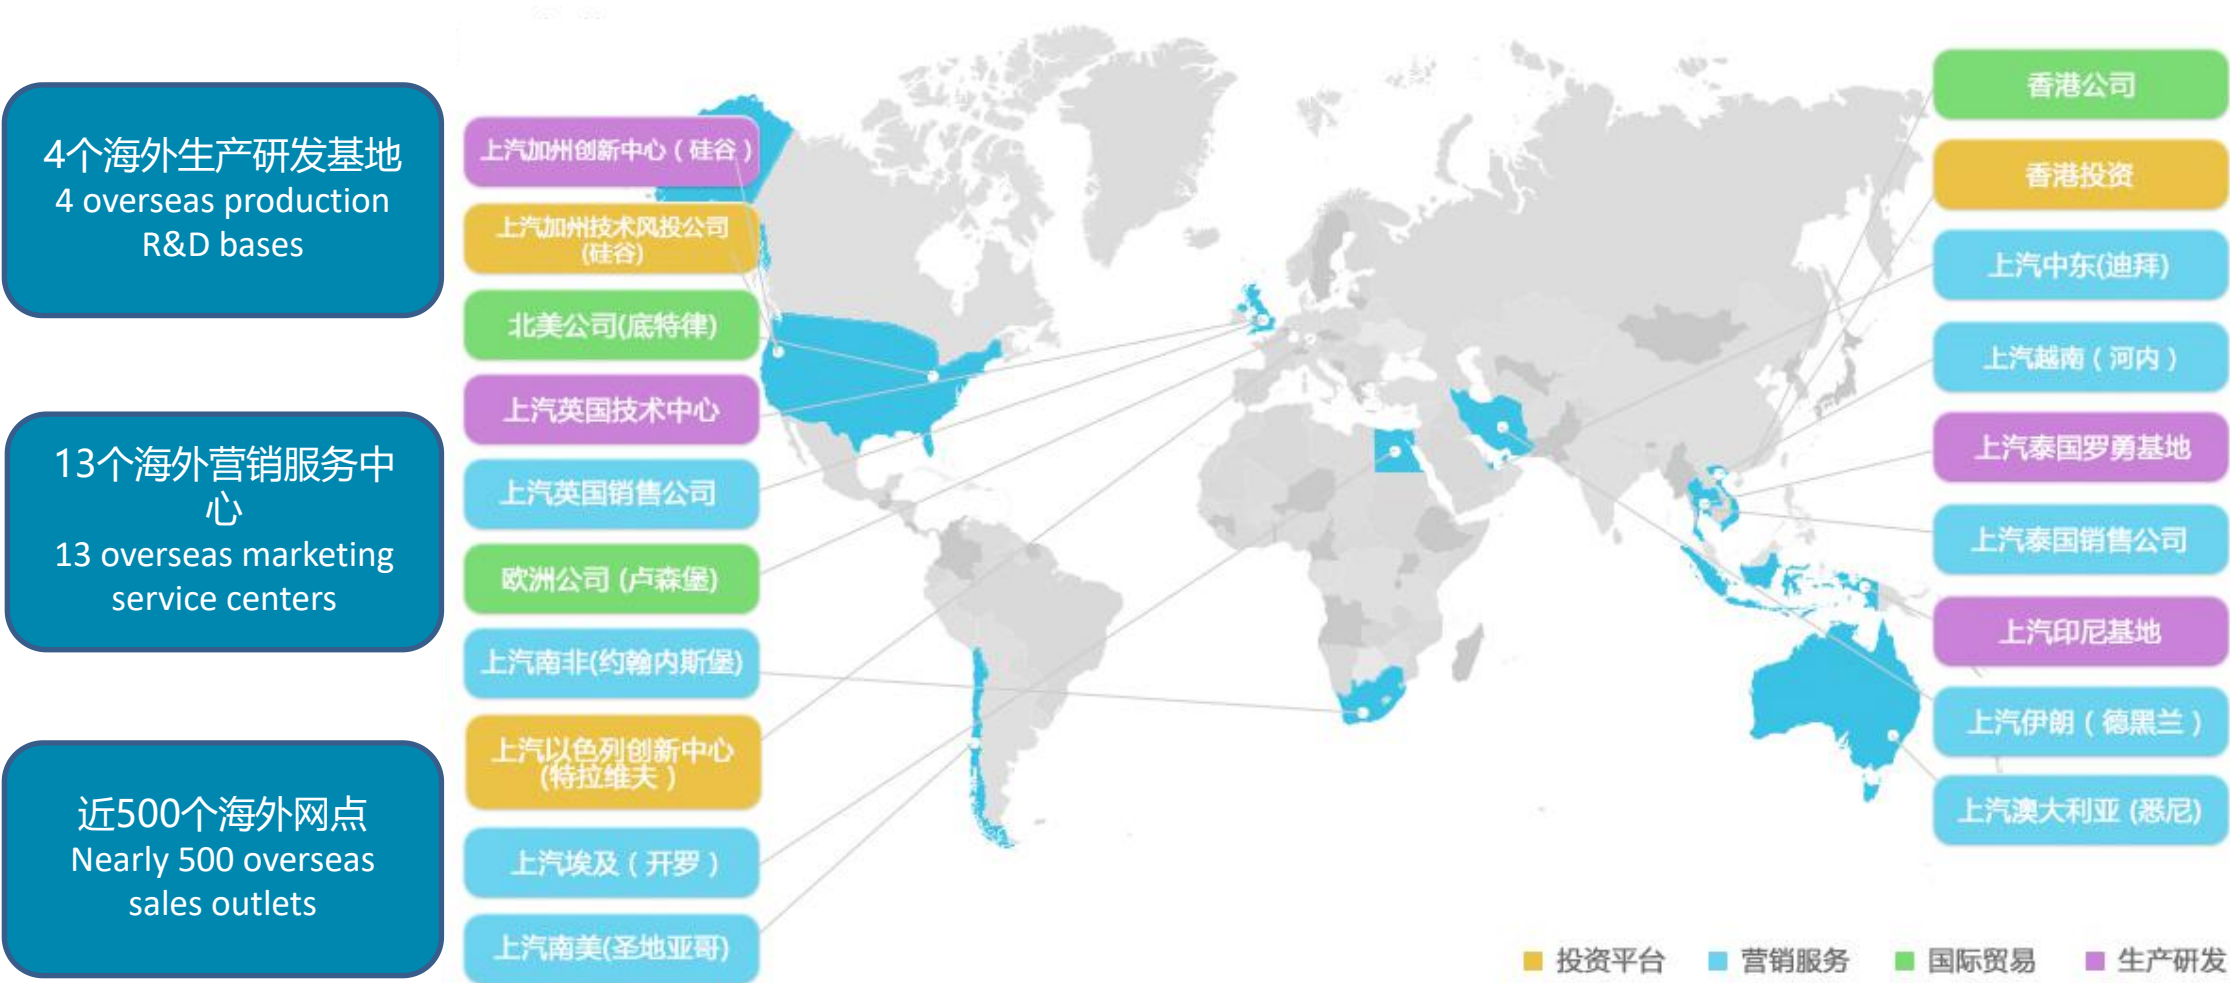 4个海外生产研发基地
4 overseas production
R&D bases
13个海外营销服务中
心
13 overseas marketing
service centers
近500个海外网点
Nearly 500 overseas
sales outlets
上汽加州创新中心（硅谷）
上汽加州技术风投公司
(硅谷)
北美公司(底特律)
上汽英国技术中心
上汽英国销售公司
欧洲公司 (卢森堡)
上汽南非(约翰内斯堡)
上汽以色列创新中心
(特拉维夫）
上汽埃及（开罗）
上汽南美(圣地亚哥)
香港公司
香港投资
上汽中东(迪拜)
上汽越南（河内）
上汽泰国罗勇基地
上汽泰国销售公司
上汽印尼基地
上汽伊朗（德黑兰）
上汽澳大利亚 (悉尼)
投资平台
营销服务
国际贸易
生产研发